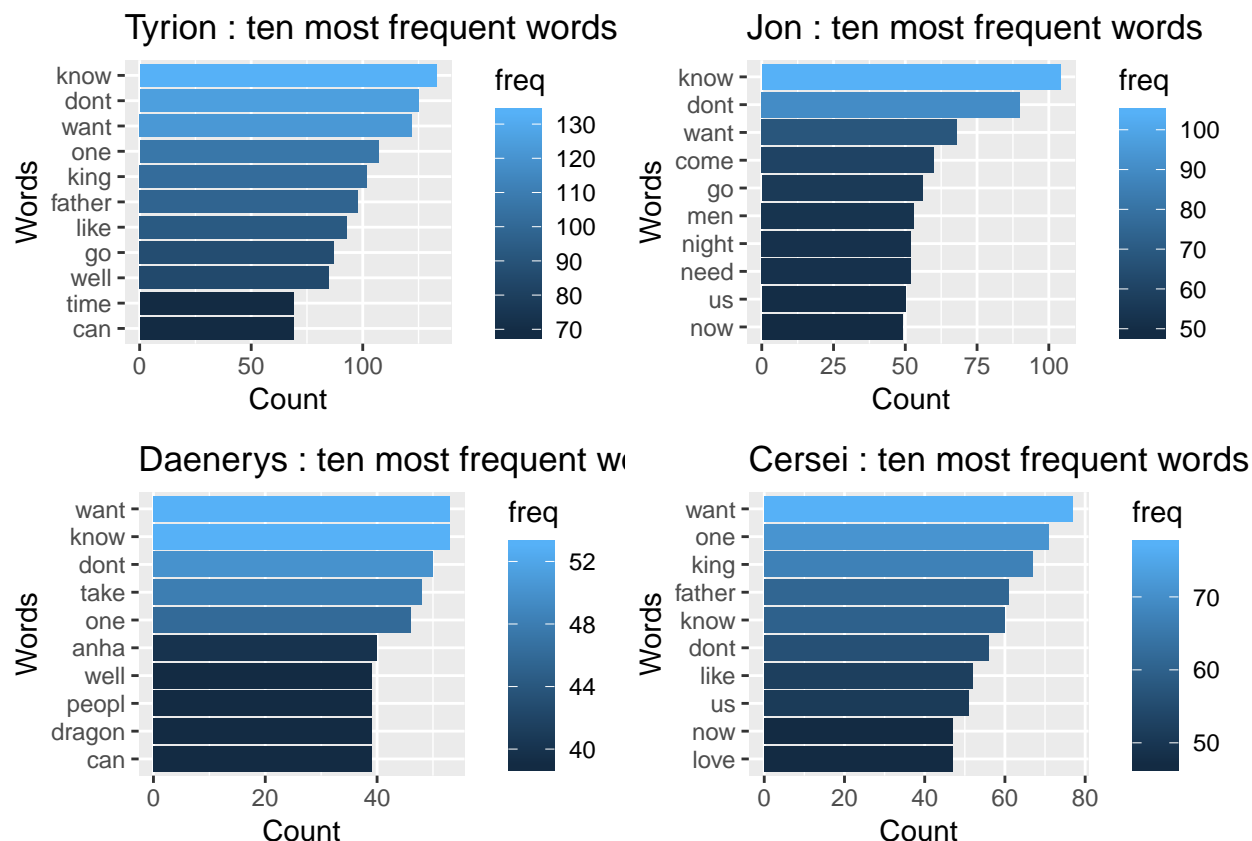 Tyrion : ten most frequent words
Words
know
dont
want
one
king
father
like
go
well
time
can
0 50 100
Count
freq
130
120
110
100
90
80
70
Jon : ten most frequent words
Words
know
dont
want
come
go
men
night
need
us
now
0 25 50 75 100
Count
freq
100
90
80
70
60
50
Daenerys : ten most frequent w
Words
want
know
dont
take
one
anha
well
peopl
dragon
can
0 20 40
Count
freq
52
48
44
40
Cersei : ten most frequent words
Words
want
one
king
father
know
dont
like
us
now
love
0 20 40 60 80
Count
freq
70
60
50